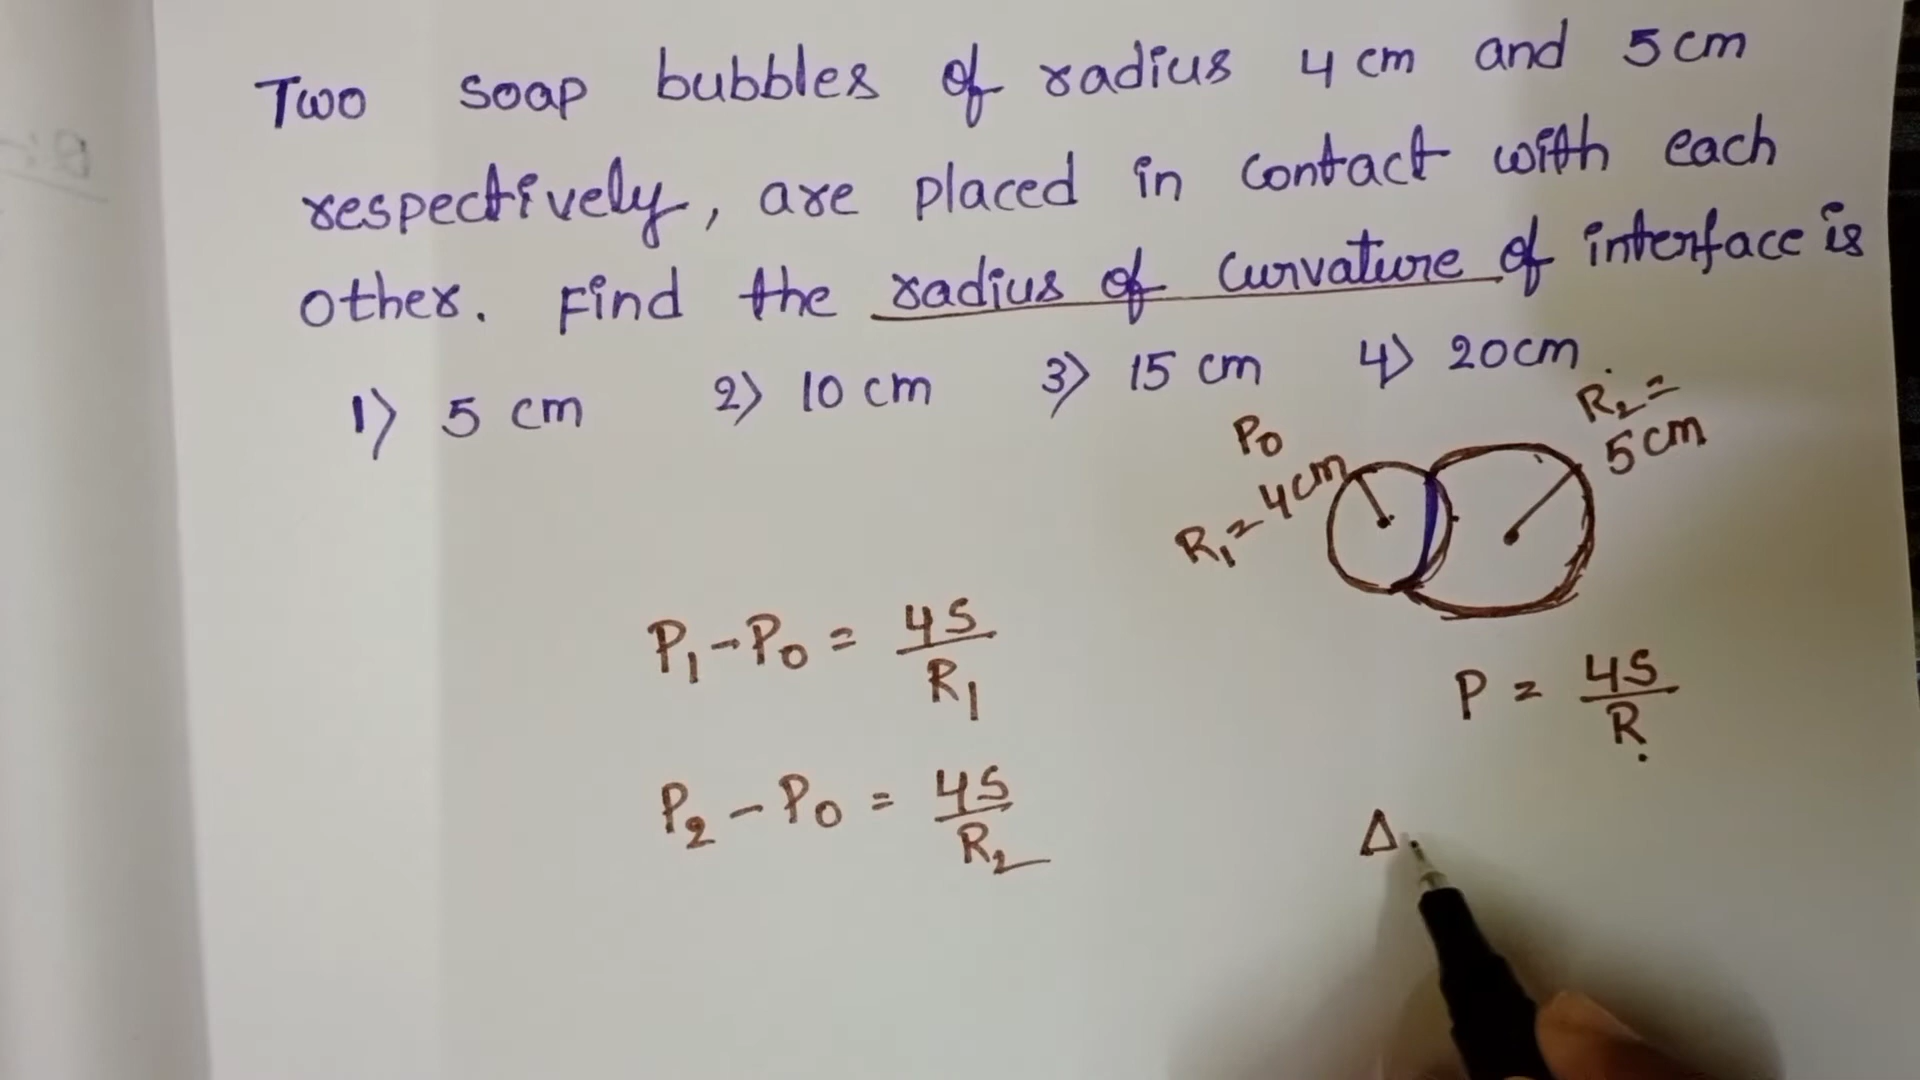 Two soap bubbles of radius 4 cm and 5 cm
respectively, are placed in contact with each
other. Find the radius of curvature of interface is
1) 5 cm 2) 10 cm 3) 15 cm 4) 20cm.
P₀
R₁ = 4cm
R₂ = 5cm
P₁ - P₀ = 4S/R₁
P = 4S/R
P₂ - P₀ = 4S/R₂
Δ